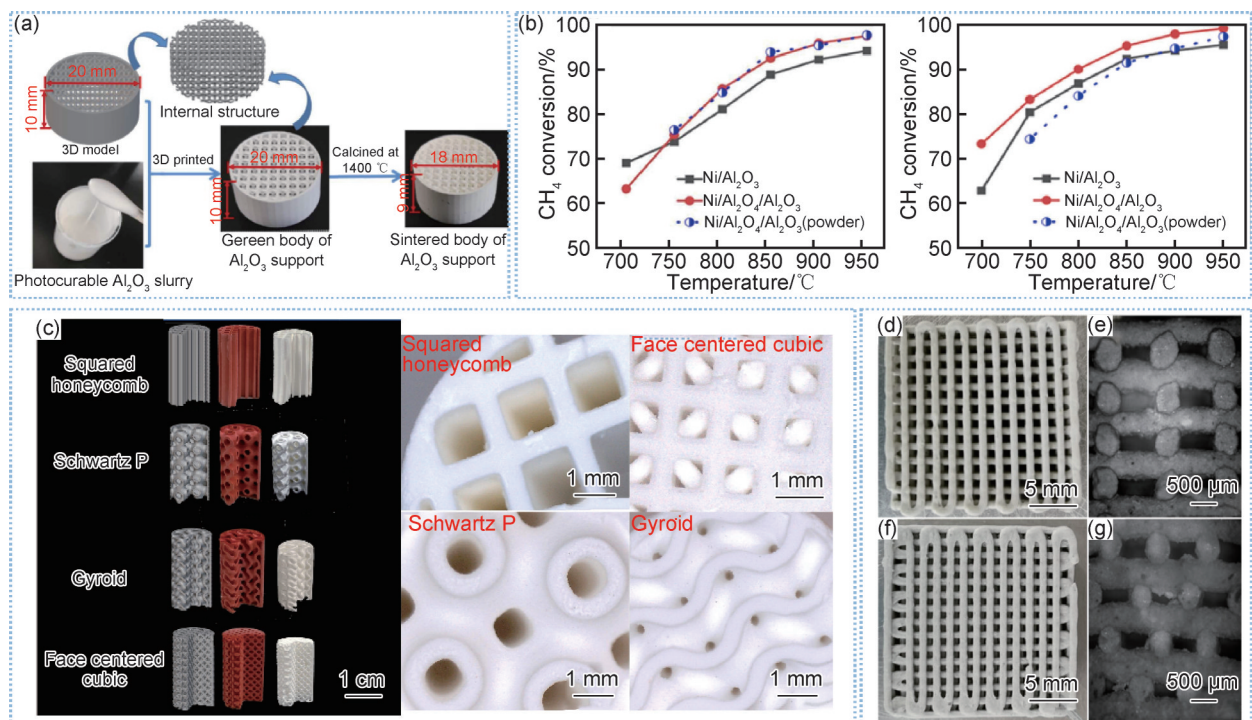 (a)
20 mm
10 mm
3D model
Internal structure
3D printed
20 mm
10 mm
Calcined at
1400 ℃
18 mm
9 mm
Photocurable Al₂O₃ slurry
Gereen body of
Al₂O₃ support
Sintered body of
Al₂O₃ support
(b)
CH₄ conversion/%
100
90
80
70
60
50
Ni/Al₂O₃
Ni/Al₂O₄/Al₂O₃
Ni/Al₂O₄/Al₂O₃(powder)
700 750 800 850 900 950
Temperature/℃
CH₄ conversion/%
100
90
80
70
60
50
Ni/Al₂O₃
Ni/Al₂O₄/Al₂O₃
Ni/Al₂O₄/Al₂O₃(powder)
700 750 800 850 900 950
Temperature/℃
(c)
Squared
honeycomb
Schwartz P
Gyroid
Face centered
cubic
1 cm
Squared
honeycomb
1 mm
Face centered cubic
1 mm
Schwartz P
1 mm
Gyroid
1 mm
(d)
5 mm
(e)
500 μm
(f)
5 mm
(g)
500 μm